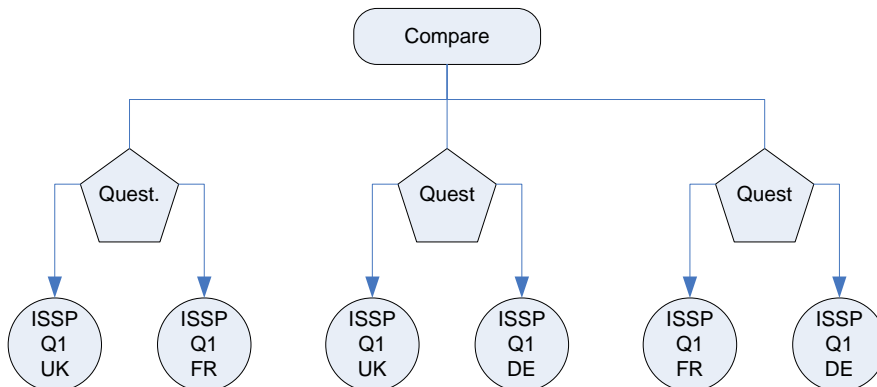 Compare
Quest.
Quest
Quest
ISSP
Q1
UK
ISSP
Q1
FR
ISSP
Q1
UK
ISSP
Q1
DE
ISSP
Q1
FR
ISSP
Q1
DE